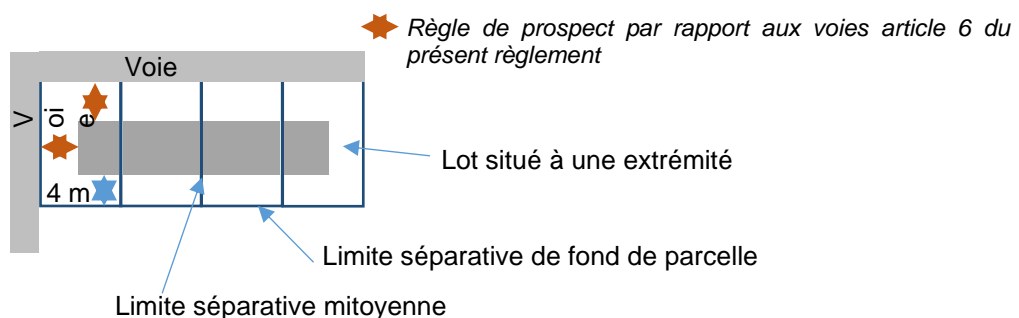 Règle de prospect par rapport aux voies article 6 du
présent règlement
Voie
Voie
4 m
Lot situé à une extrémité
Limite séparative de fond de parcelle
Limite séparative mitoyenne